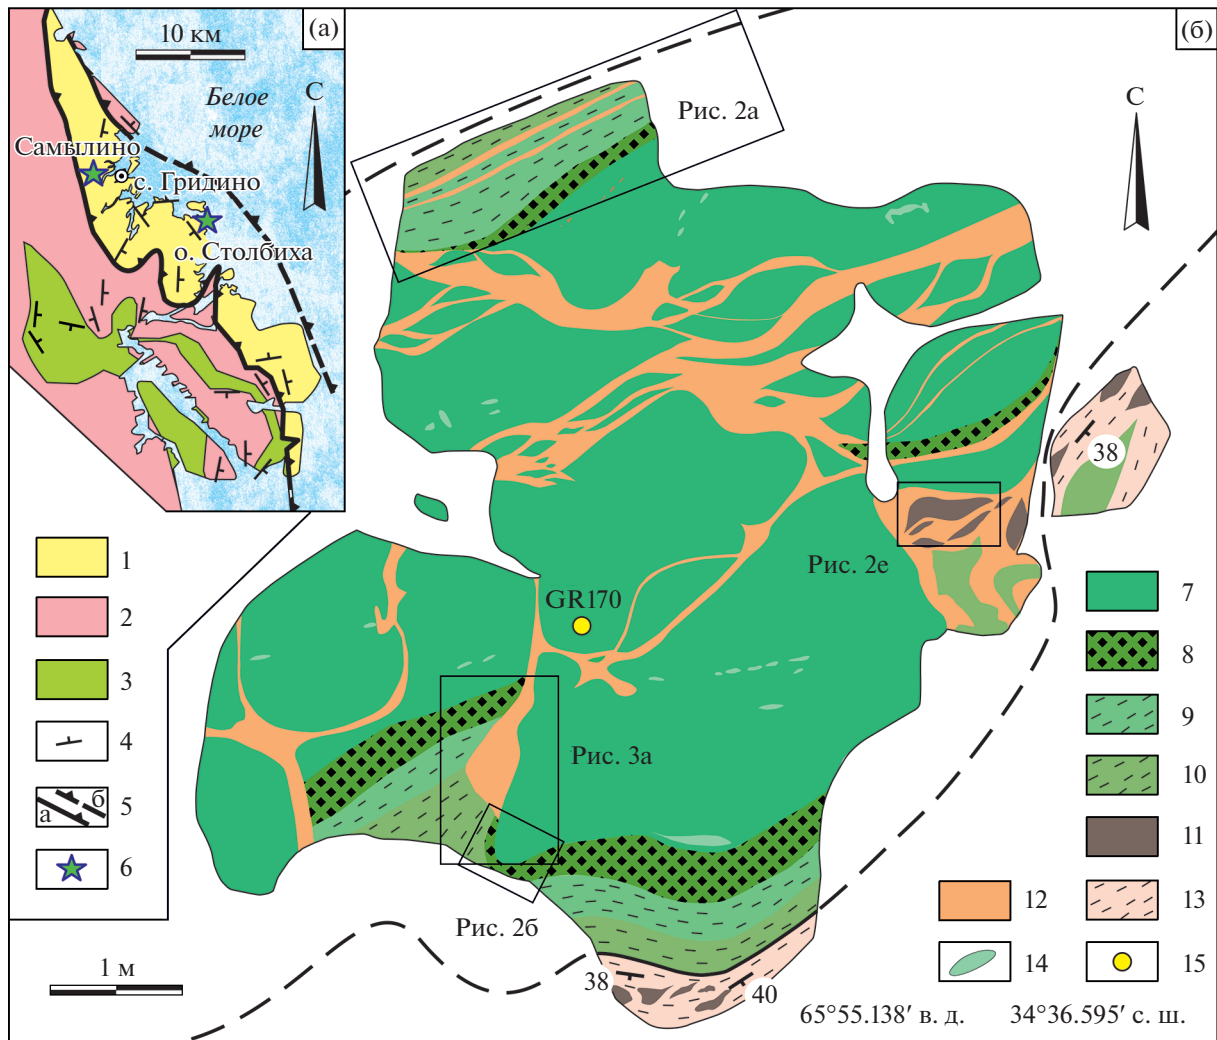 (а)
10 км
Белое
море
С
Самылино
с. Гридино
о. Столбиха
1
2
3
4
а
б
5
6
(б)
С
Рис. 2а
38
Рис. 2е
GR170
Рис. 3а
Рис. 2б
38
40
1 м
7
8
9
10
11
12
13
14
15
65°55.138′ в. д. 34°36.595′ с. ш.